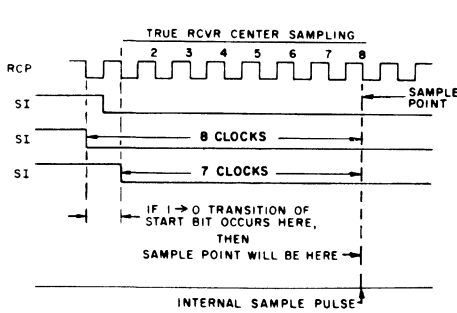 TRUE RCVR CENTER SAMPLING
2 3 4 5 6 7 8
RCP
SI
SAMPLE
POINT
SI
8 CLOCKS
SI
7 CLOCKS
IF 1→0 TRANSITION OF
START BIT OCCURS HERE,
THEN
SAMPLE POINT WILL BE HERE
INTERNAL SAMPLE PULSE